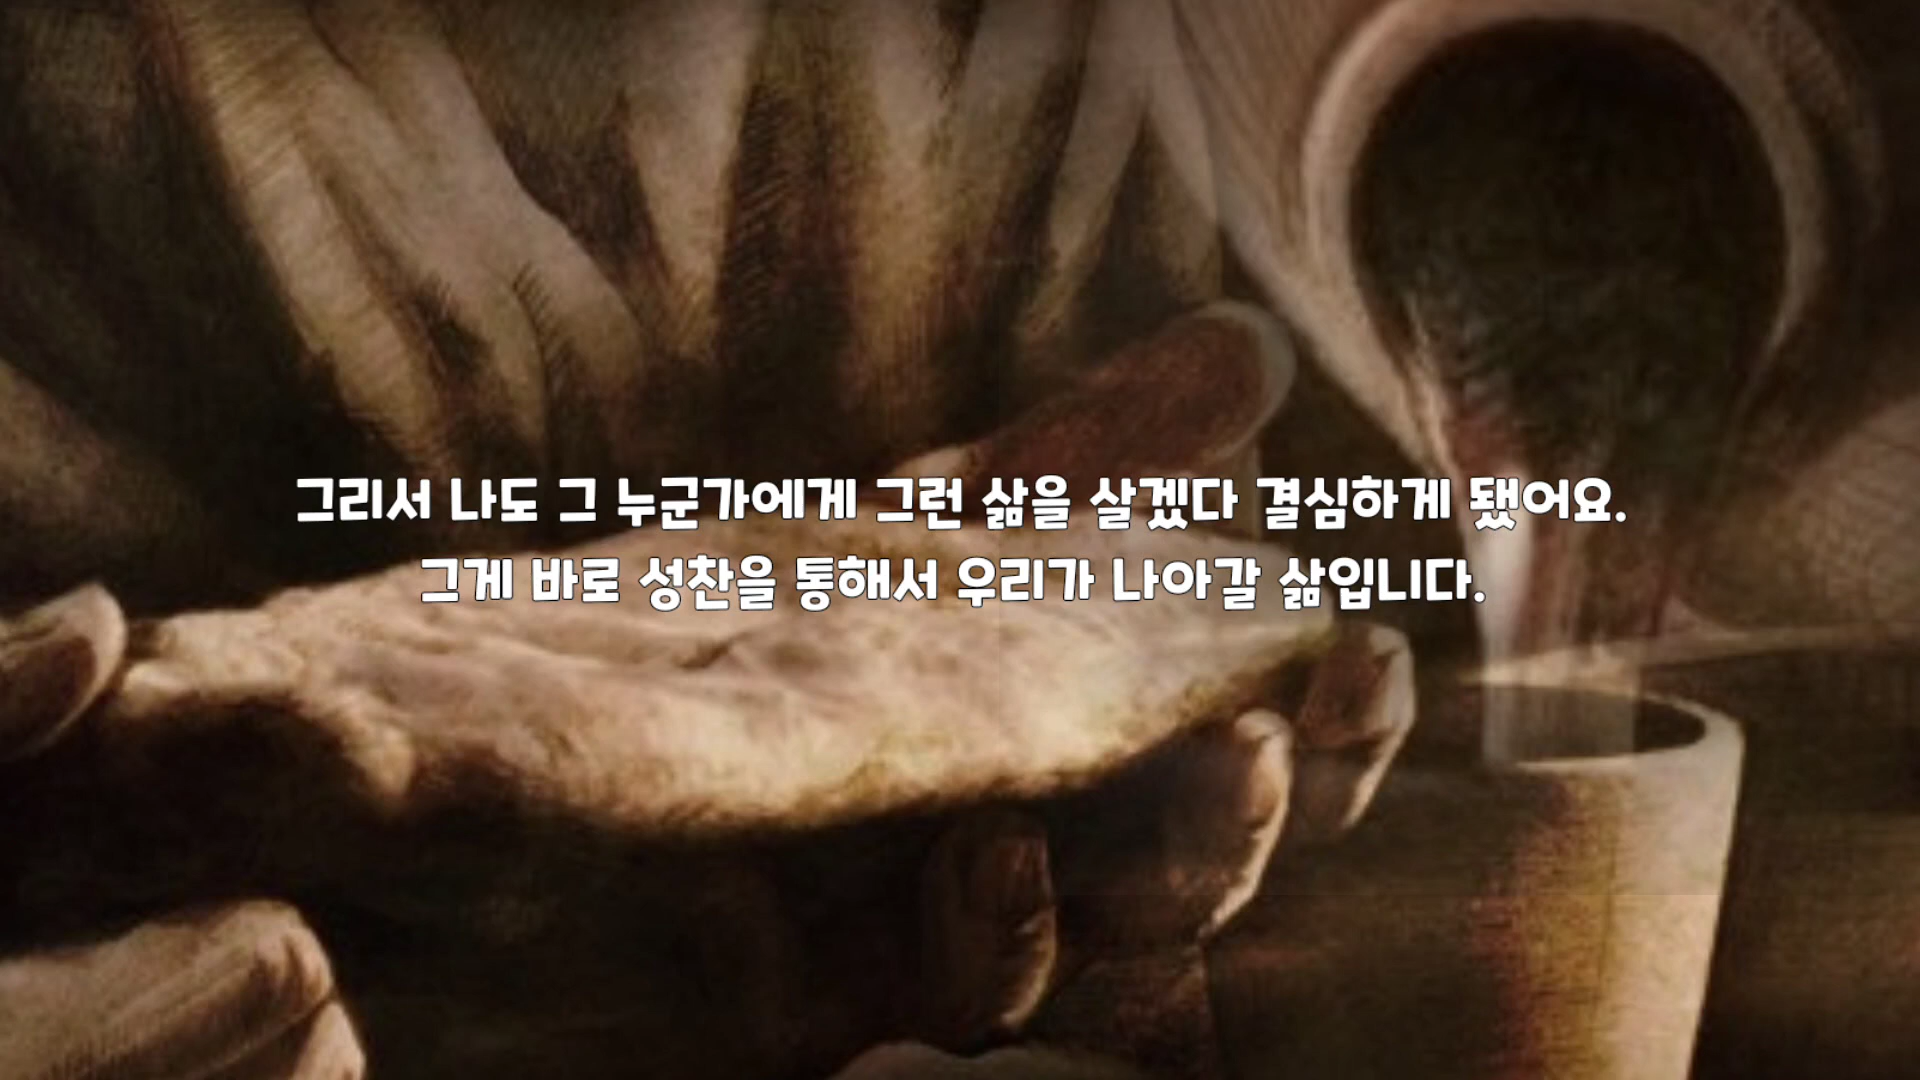 그리서 나도 그 누군가에게 그런 삶을 살겠다 결심하게 됐어요.
그게 바로 성찬을 통해서 우리가 나아갈 삶입니다.